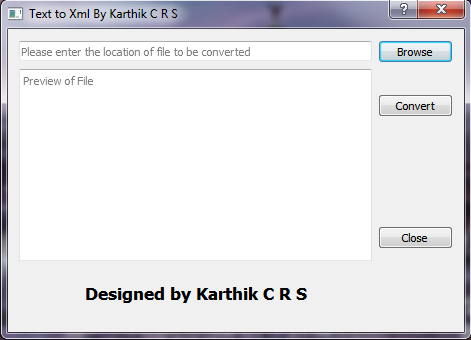 Text to Xml By Karthik C R S
?
Please enter the location of file to be converted
Browse
Preview of File
Convert
Close
Designed by Karthik C R S